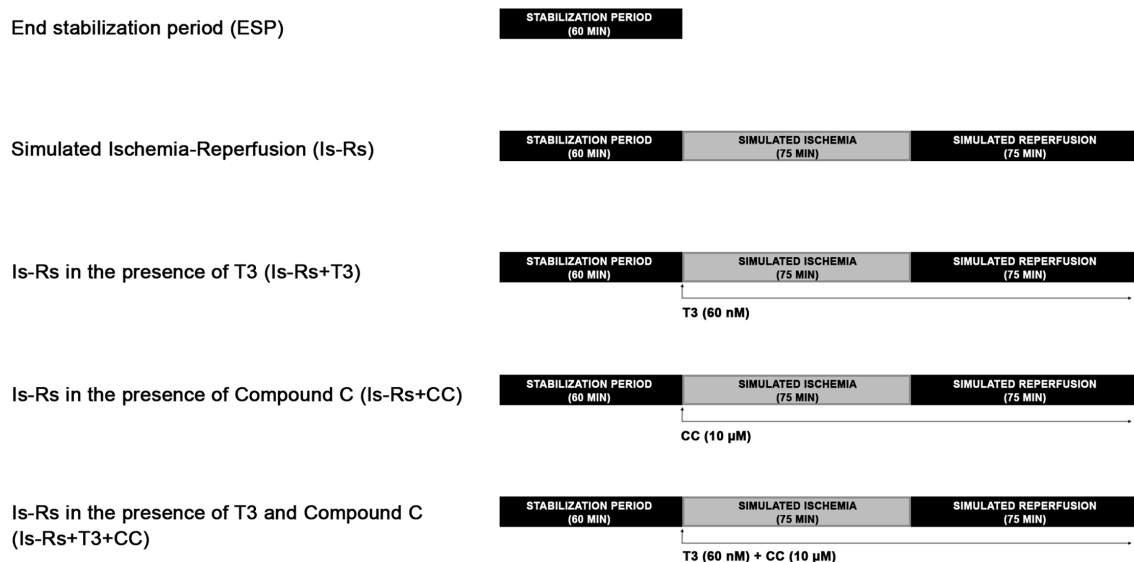 End stabilization period (ESP)
STABILIZATION PERIOD
(60 MIN)
Simulated Ischemia-Reperfusion (Is-Rs)
STABILIZATION PERIOD
(60 MIN)
SIMULATED ISCHEMIA
(75 MIN)
SIMULATED REPERFUSION
(75 MIN)
Is-Rs in the presence of T3 (Is-Rs+T3)
STABILIZATION PERIOD
(60 MIN)
SIMULATED ISCHEMIA
(75 MIN)
SIMULATED REPERFUSION
(75 MIN)
T3 (60 nM)
Is-Rs in the presence of Compound C (Is-Rs+CC)
STABILIZATION PERIOD
(60 MIN)
SIMULATED ISCHEMIA
(75 MIN)
SIMULATED REPERFUSION
(75 MIN)
CC (10 µM)
Is-Rs in the presence of T3 and Compound C
(Is-Rs+T3+CC)
STABILIZATION PERIOD
(60 MIN)
SIMULATED ISCHEMIA
(75 MIN)
SIMULATED REPERFUSION
(75 MIN)
T3 (60 nM) + CC (10 µM)